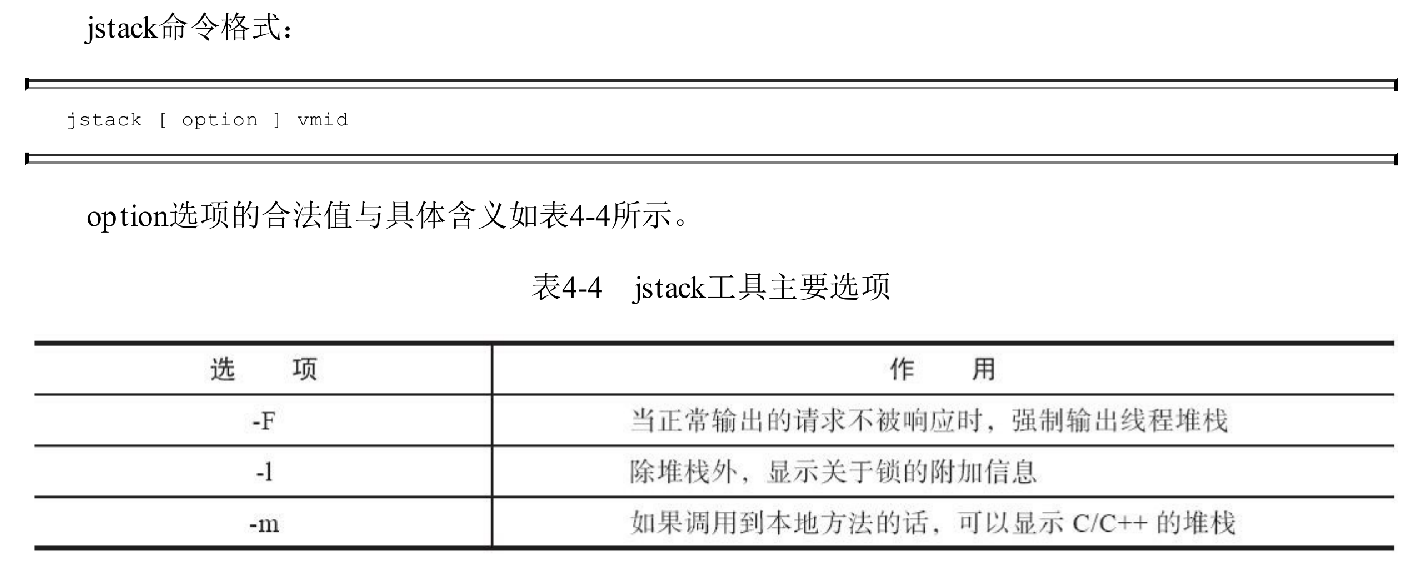 jstack命令格式：
jstack [ option ] vmid
option选项的合法值与具体含义如表4-4所示。
表4-4 jstack工具主要选项
选 项 作 用
-F 当正常输出的请求不被响应时，强制输出线程堆栈
-l 除堆栈外，显示关于锁的附加信息
-m 如果调用到本地方法的话，可以显示 C/C++ 的堆栈